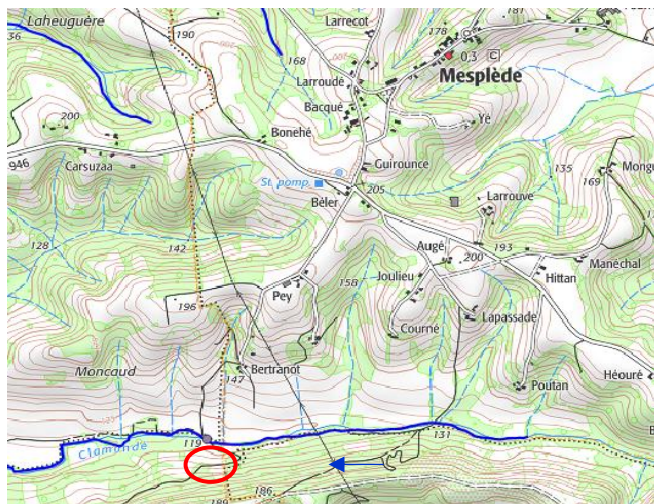 Laheuguère
36
190
178
181
Larrecot
168
0,3 C
Mesplède
Larroudé
Bacqué
200
Bonehé
Yé
946
Carsuzaa
Guirounce
135
169
Mongu
St. pomp.
205
Béler
Larrouve
131
128
142
Augé
193
200
Manéchal
Joulieu
Hittan
158
196
Pey
Courné
Lapassade
Moncaud
147
Bertranot
Poutan
Héouré
119
131
Clamonde
B
186
189